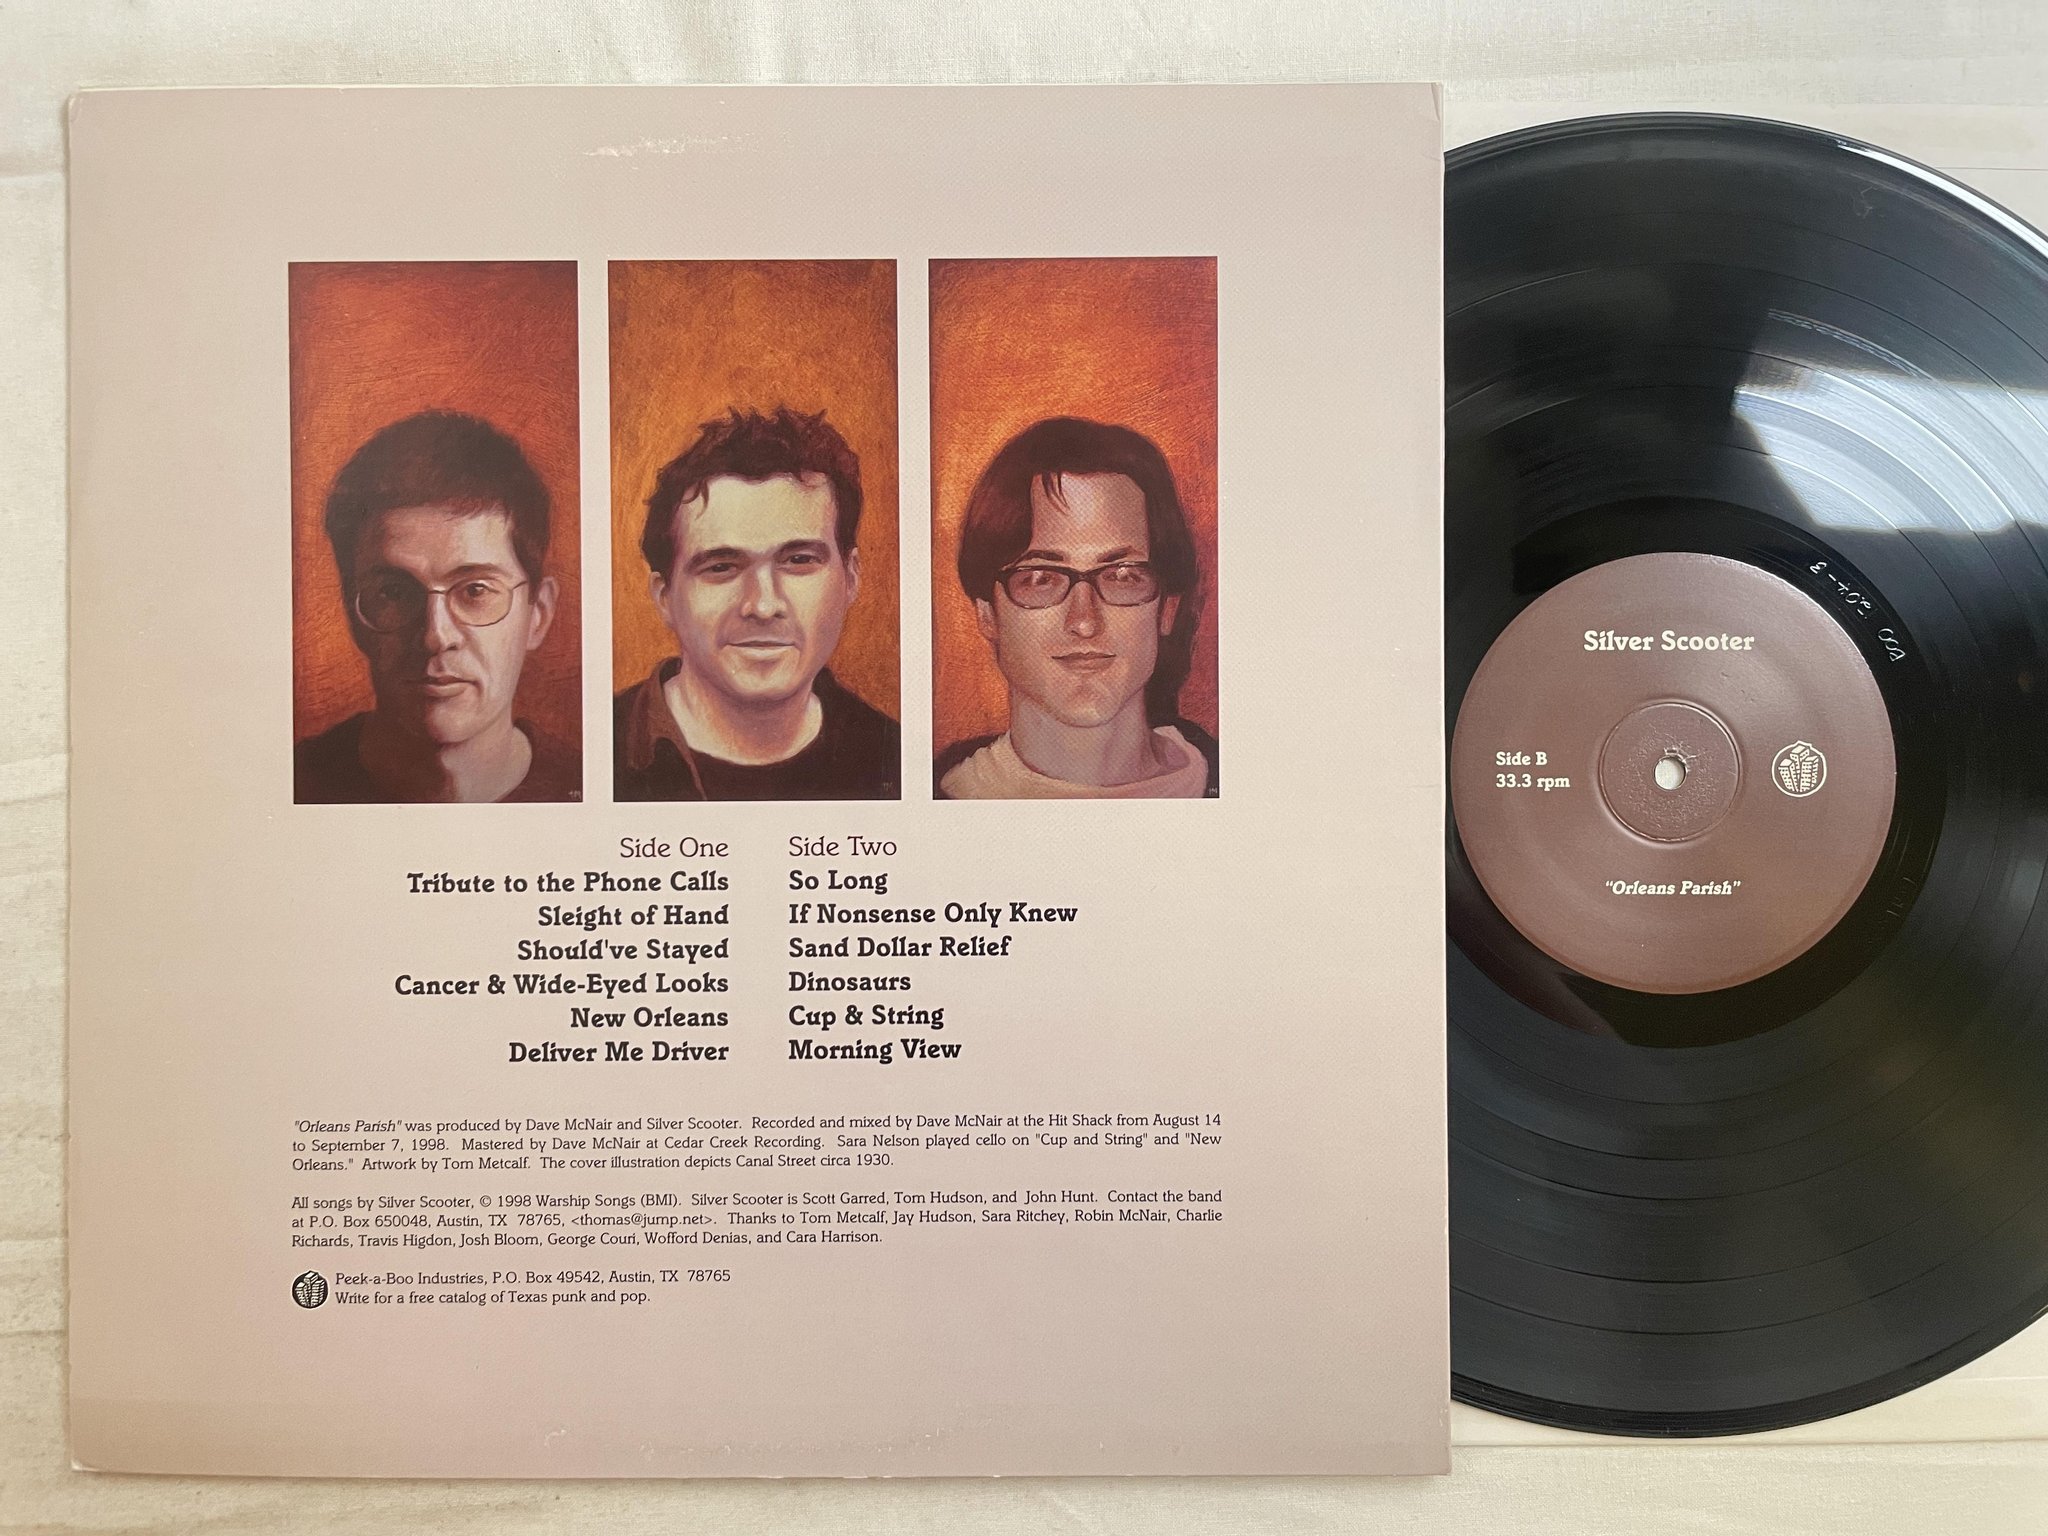 Side One
Tribute to the Phone Calls
Sleight of Hand
Should've Stayed
Cancer & Wide-Eyed Looks
New Orleans
Deliver Me Driver
Side Two
So Long
If Nonsense Only Knew
Sand Dollar Relief
Dinosaurs
Cup & String
Morning View
"Orleans Parish" was produced by Dave McNair and Silver Scooter. Recorded and mixed by Dave McNair at the Hit Shack from August 14
to September 7, 1998. Mastered by Dave McNair at Cedar Creek Recording. Sara Nelson played cello on "Cup and String" and "New
Orleans." Artwork by Tom Metcalf. The cover illustration depicts Canal Street circa 1930.
All songs by Silver Scooter, © 1998 Warship Songs (BMI). Silver Scooter is Scott Garred, Tom Hudson, and John Hunt. Contact the band
at P.O. Box 650048, Austin, TX 78765, <thomas@jump.net>. Thanks to Tom Metcalf, Jay Hudson, Sara Ritchey, Robin McNair, Charlie
Richards, Travis Higdon, Josh Bloom, George Couri, Wofford Denias, and Cara Harrison.
Peek-a-Boo Industries, P.O. Box 49542, Austin, TX 78765
Write for a free catalog of Texas punk and pop.
Silver Scooter
Side B
33.3 rpm
"Orleans Parish"